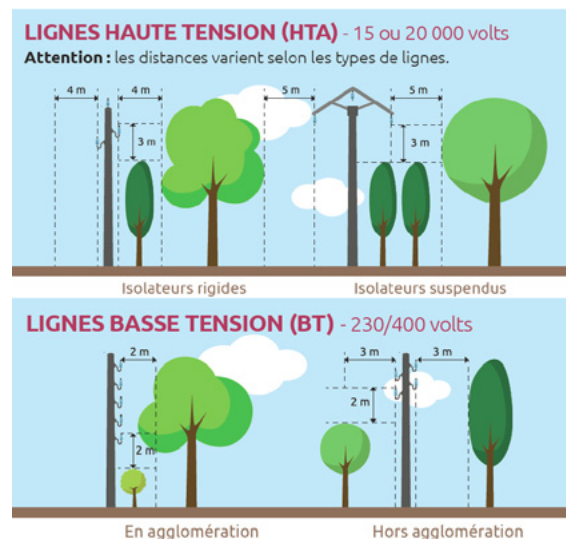 LIGNES HAUTE TENSION (HTA) - 15 ou 20 000 volts
Attention : les distances varient selon les types de lignes.
4 m
4 m
5 m
5 m
3 m
3 m
Isolateurs rigides
Isolateurs suspendus
LIGNES BASSE TENSION (BT) - 230/400 volts
2 m
3 m
3 m
2 m
2 m
En agglomération
Hors agglomération